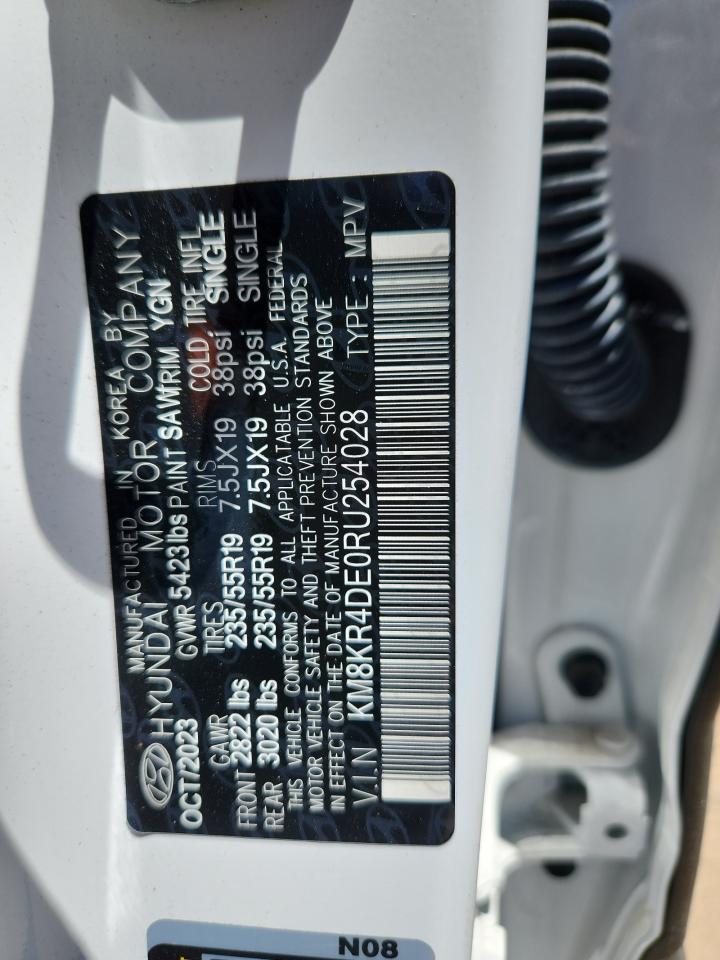 MANUFACTURED IN KOREA BY
HYUNDAI MOTOR COMPANY
OCT/2023 GVWR 5423lbs PAINT SAWTRIM YGN
GAWR TIRES RIMS COLD TIRE INFL
FRONT 2822 lbs 235/55R19 7.5JX19 38psi SINGLE
REAR 3020 lbs 235/55R19 7.5JX19 38psi SINGLE
THIS VEHICLE CONFORMS TO ALL APPLICATABLE U.S.A. FEDERAL
MOTOR VEHICLE SAFETY AND THEFT PREVENTION STANDARDS
IN EFFECT ON THE DATE OF MANUFACTURE SHOWN ABOVE
V.I.N KM8KR4DE0RU254028 TYPE : MPV
N08